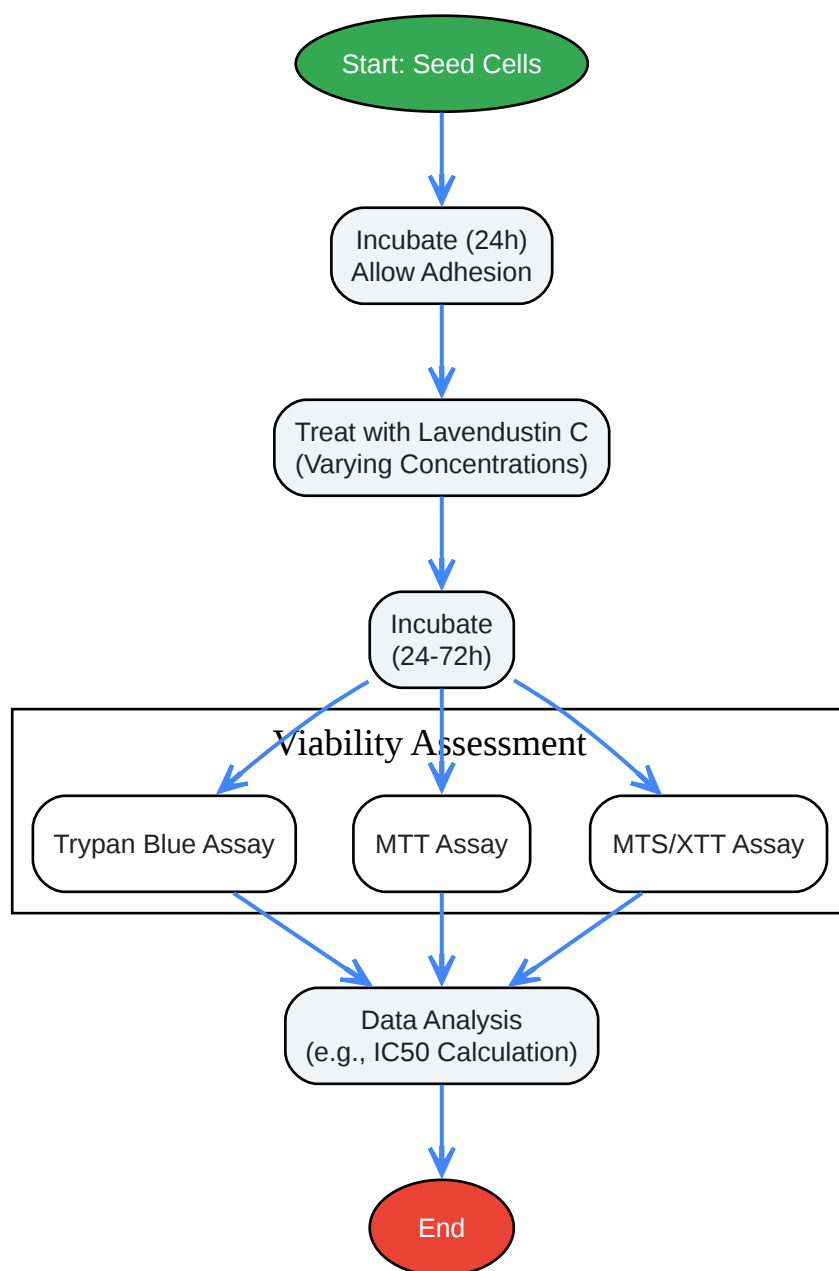 Start: Seed Cells
Incubate (24h)
Allow Adhesion
Treat with Lavendustin C
(Varying Concentrations)
Incubate
(24-72h)
Viability Assessment
Trypan Blue Assay
MTT Assay
MTS/XTT Assay
Data Analysis
(e.g., IC50 Calculation)
End